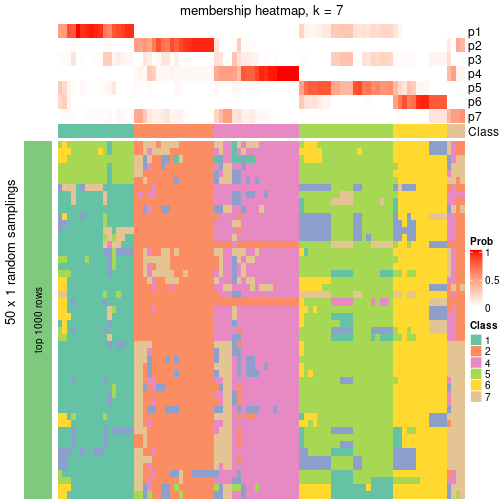 membership heatmap, k = 7
p1
p2
p3
p4
p5
p6
p7
Class
50 x 1 random samplings
top 1000 rows
Prob
1
0.5
0
Class
1
2
4
5
6
7